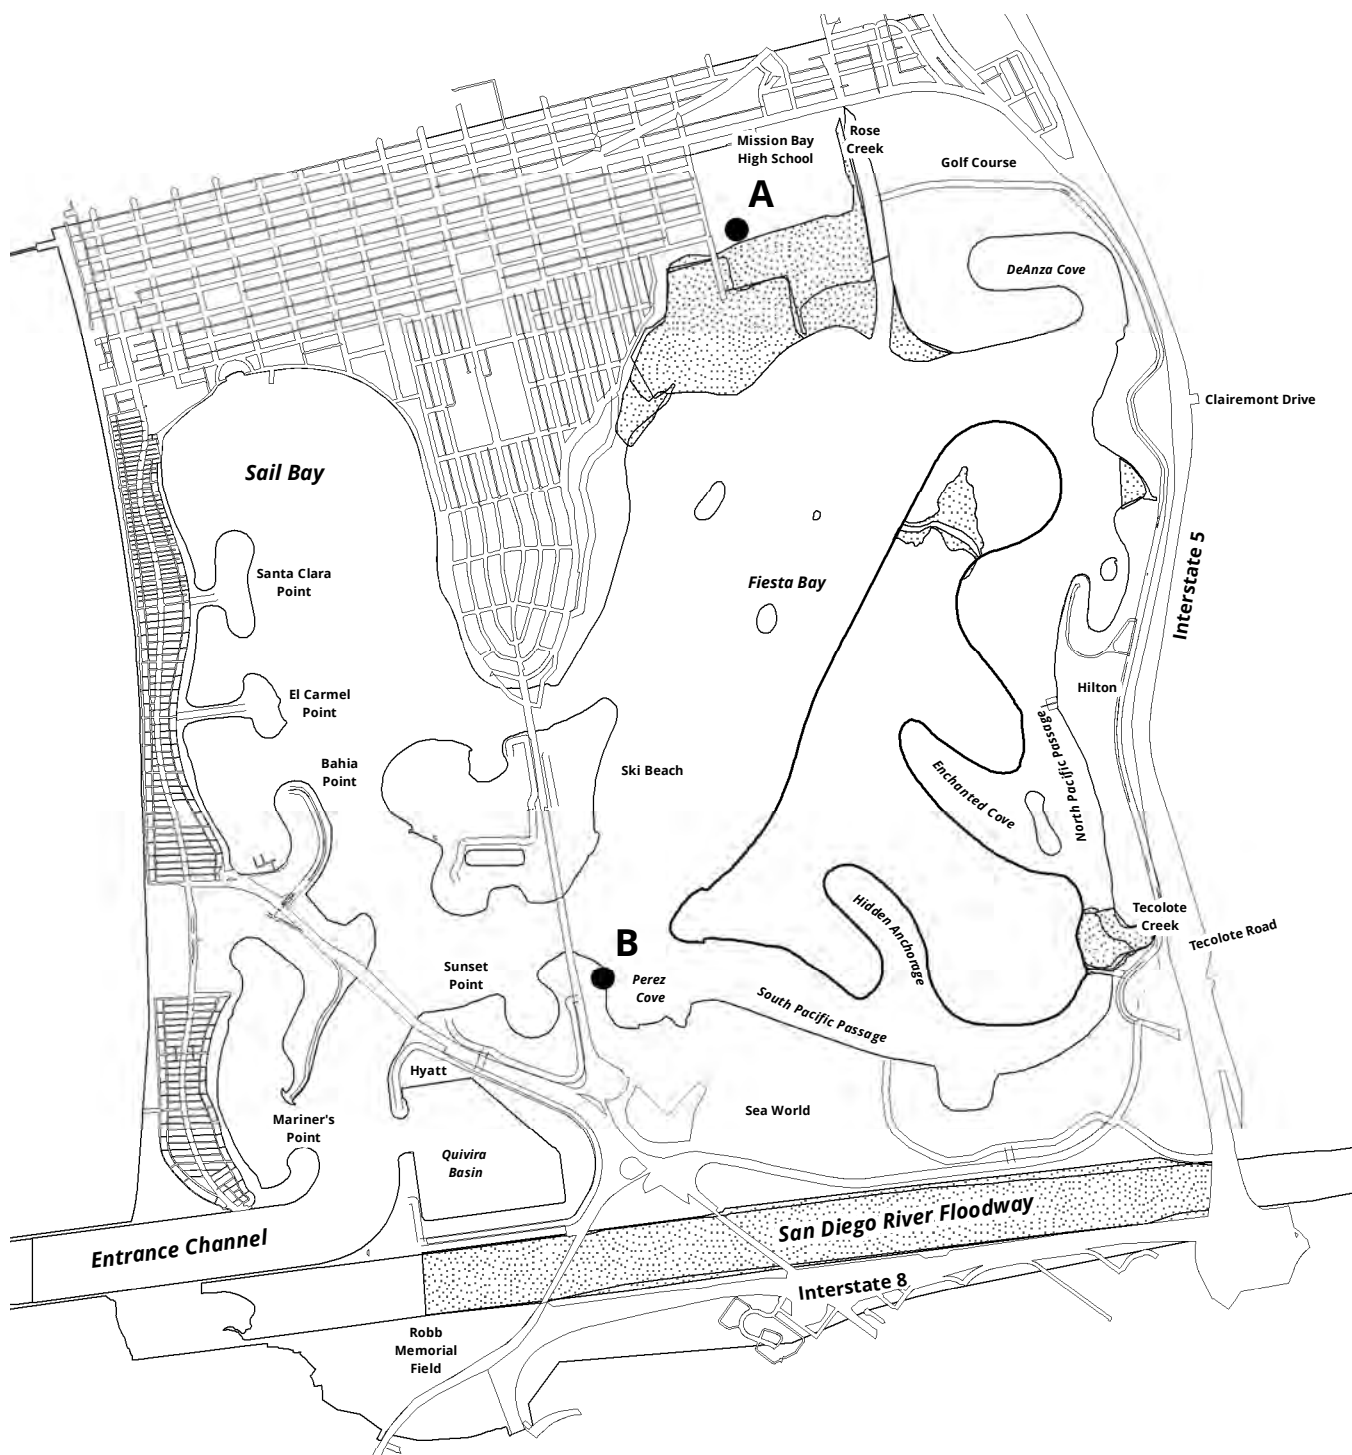 Mission Bay
High School
Rose
Creek
Golf Course
A
DeAnza Cove
Clairemont Drive
Sail Bay
Santa Clara
Point
Fiesta Bay
Interstate 5
El Carmel
Point
Hilton
North Pacific Passage
Bahia
Point
Ski Beach
Enchanted Cove
Hidden Anchorage
Tecolote
Creek
Tecolote Road
B
Sunset
Point
Perez
Cove
South Pacific Passage
Hyatt
Sea World
Mariner's
Point
Quivira
Basin
San Diego River Floodway
Entrance Channel
Interstate 8
Robb
Memorial
Field